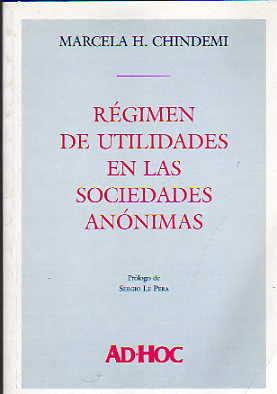 MARCELA H. CHINDEMI
RÉGIMEN
DE UTILIDADES
EN LAS
SOCIEDADES
ANÓNIMAS
Prólogo de
SERGIO LE PERA
AD-HOC